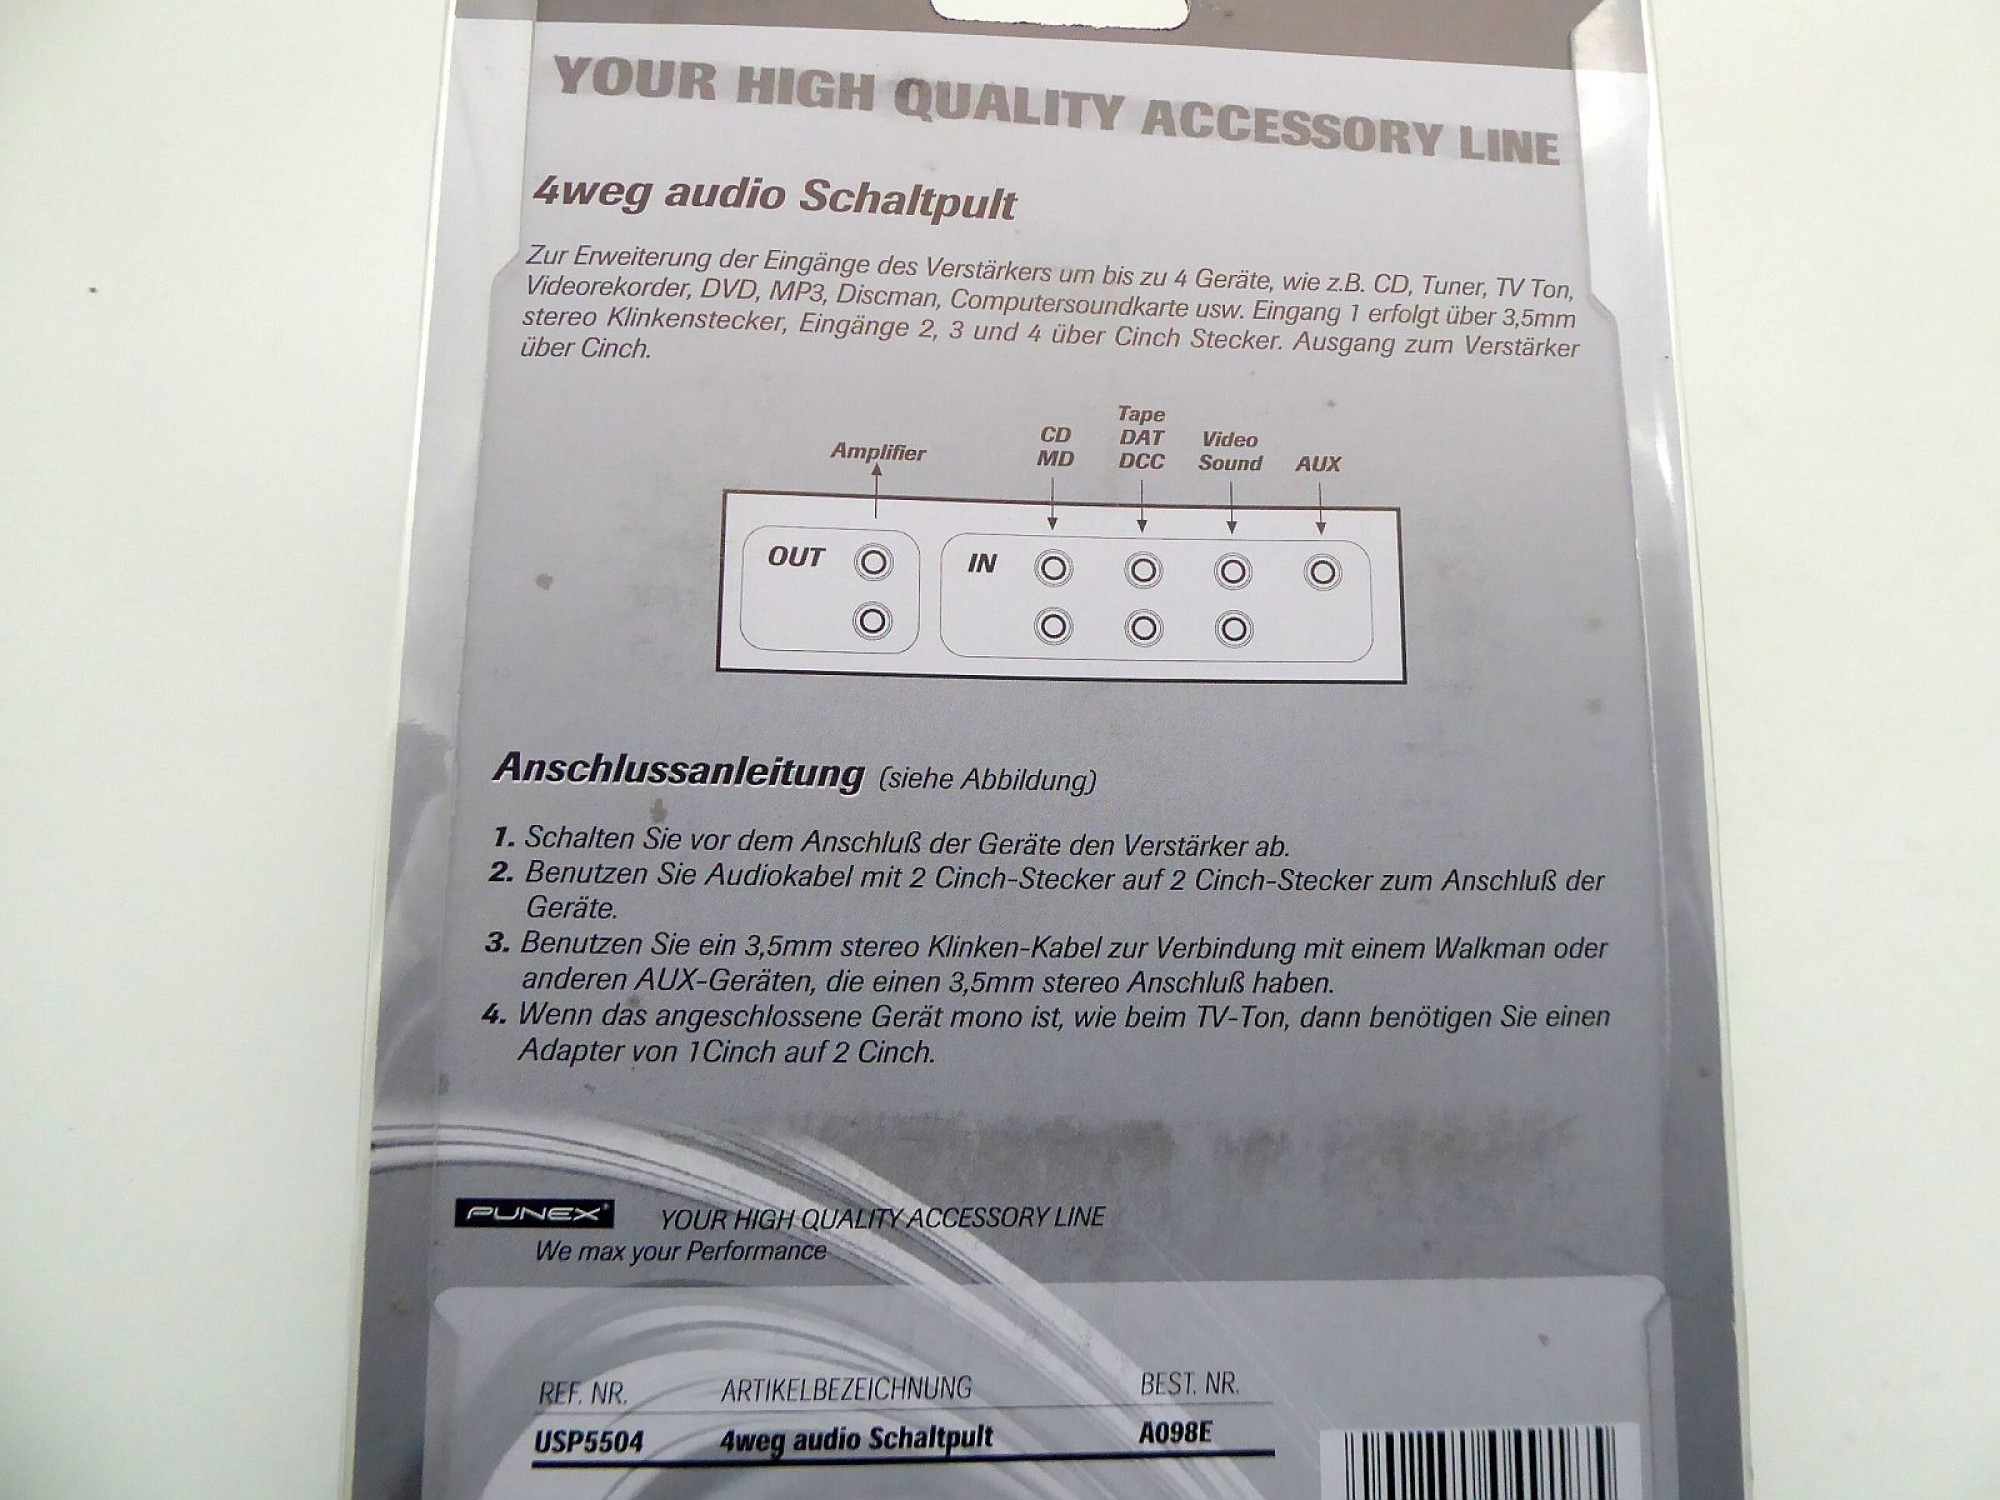 YOUR HIGH QUALITY ACCESSORY LINE
4weg audio Schaltpult
Zur Erweiterung der Eingänge des Verstärkers um bis zu 4 Geräte, wie z.B. CD, Tuner, TV Ton,
Videorekorder, DVD, MP3, Discman, Computersoundkarte usw. Eingang 1 erfolgt über 3,5mm
stereo Klinkenstecker, Eingänge 2, 3 und 4 über Cinch Stecker. Ausgang zum Verstärker
über Cinch.
Amplifier
CD
MD
Tape
DAT
DCC
Video
Sound
AUX
OUT
IN
Anschlussanleitung (siehe Abbildung)
1. Schalten Sie vor dem Anschluß der Geräte den Verstärker ab.
2. Benutzen Sie Audiokabel mit 2 Cinch-Stecker auf 2 Cinch-Stecker zum Anschluß der
Geräte.
3. Benutzen Sie ein 3,5mm stereo Klinken-Kabel zur Verbindung mit einem Walkman oder
anderen AUX-Geräten, die einen 3,5mm stereo Anschluß haben.
4. Wenn das angeschlossene Gerät mono ist, wie beim TV-Ton, dann benötigen Sie einen
Adapter von 1Cinch auf 2 Cinch.
PUNEX® YOUR HIGH QUALITY ACCESSORY LINE
We max your Performance
REF. NR. ARTIKELBEZEICHNUNG BEST. NR.
USP5504 4weg audio Schaltpult A098E